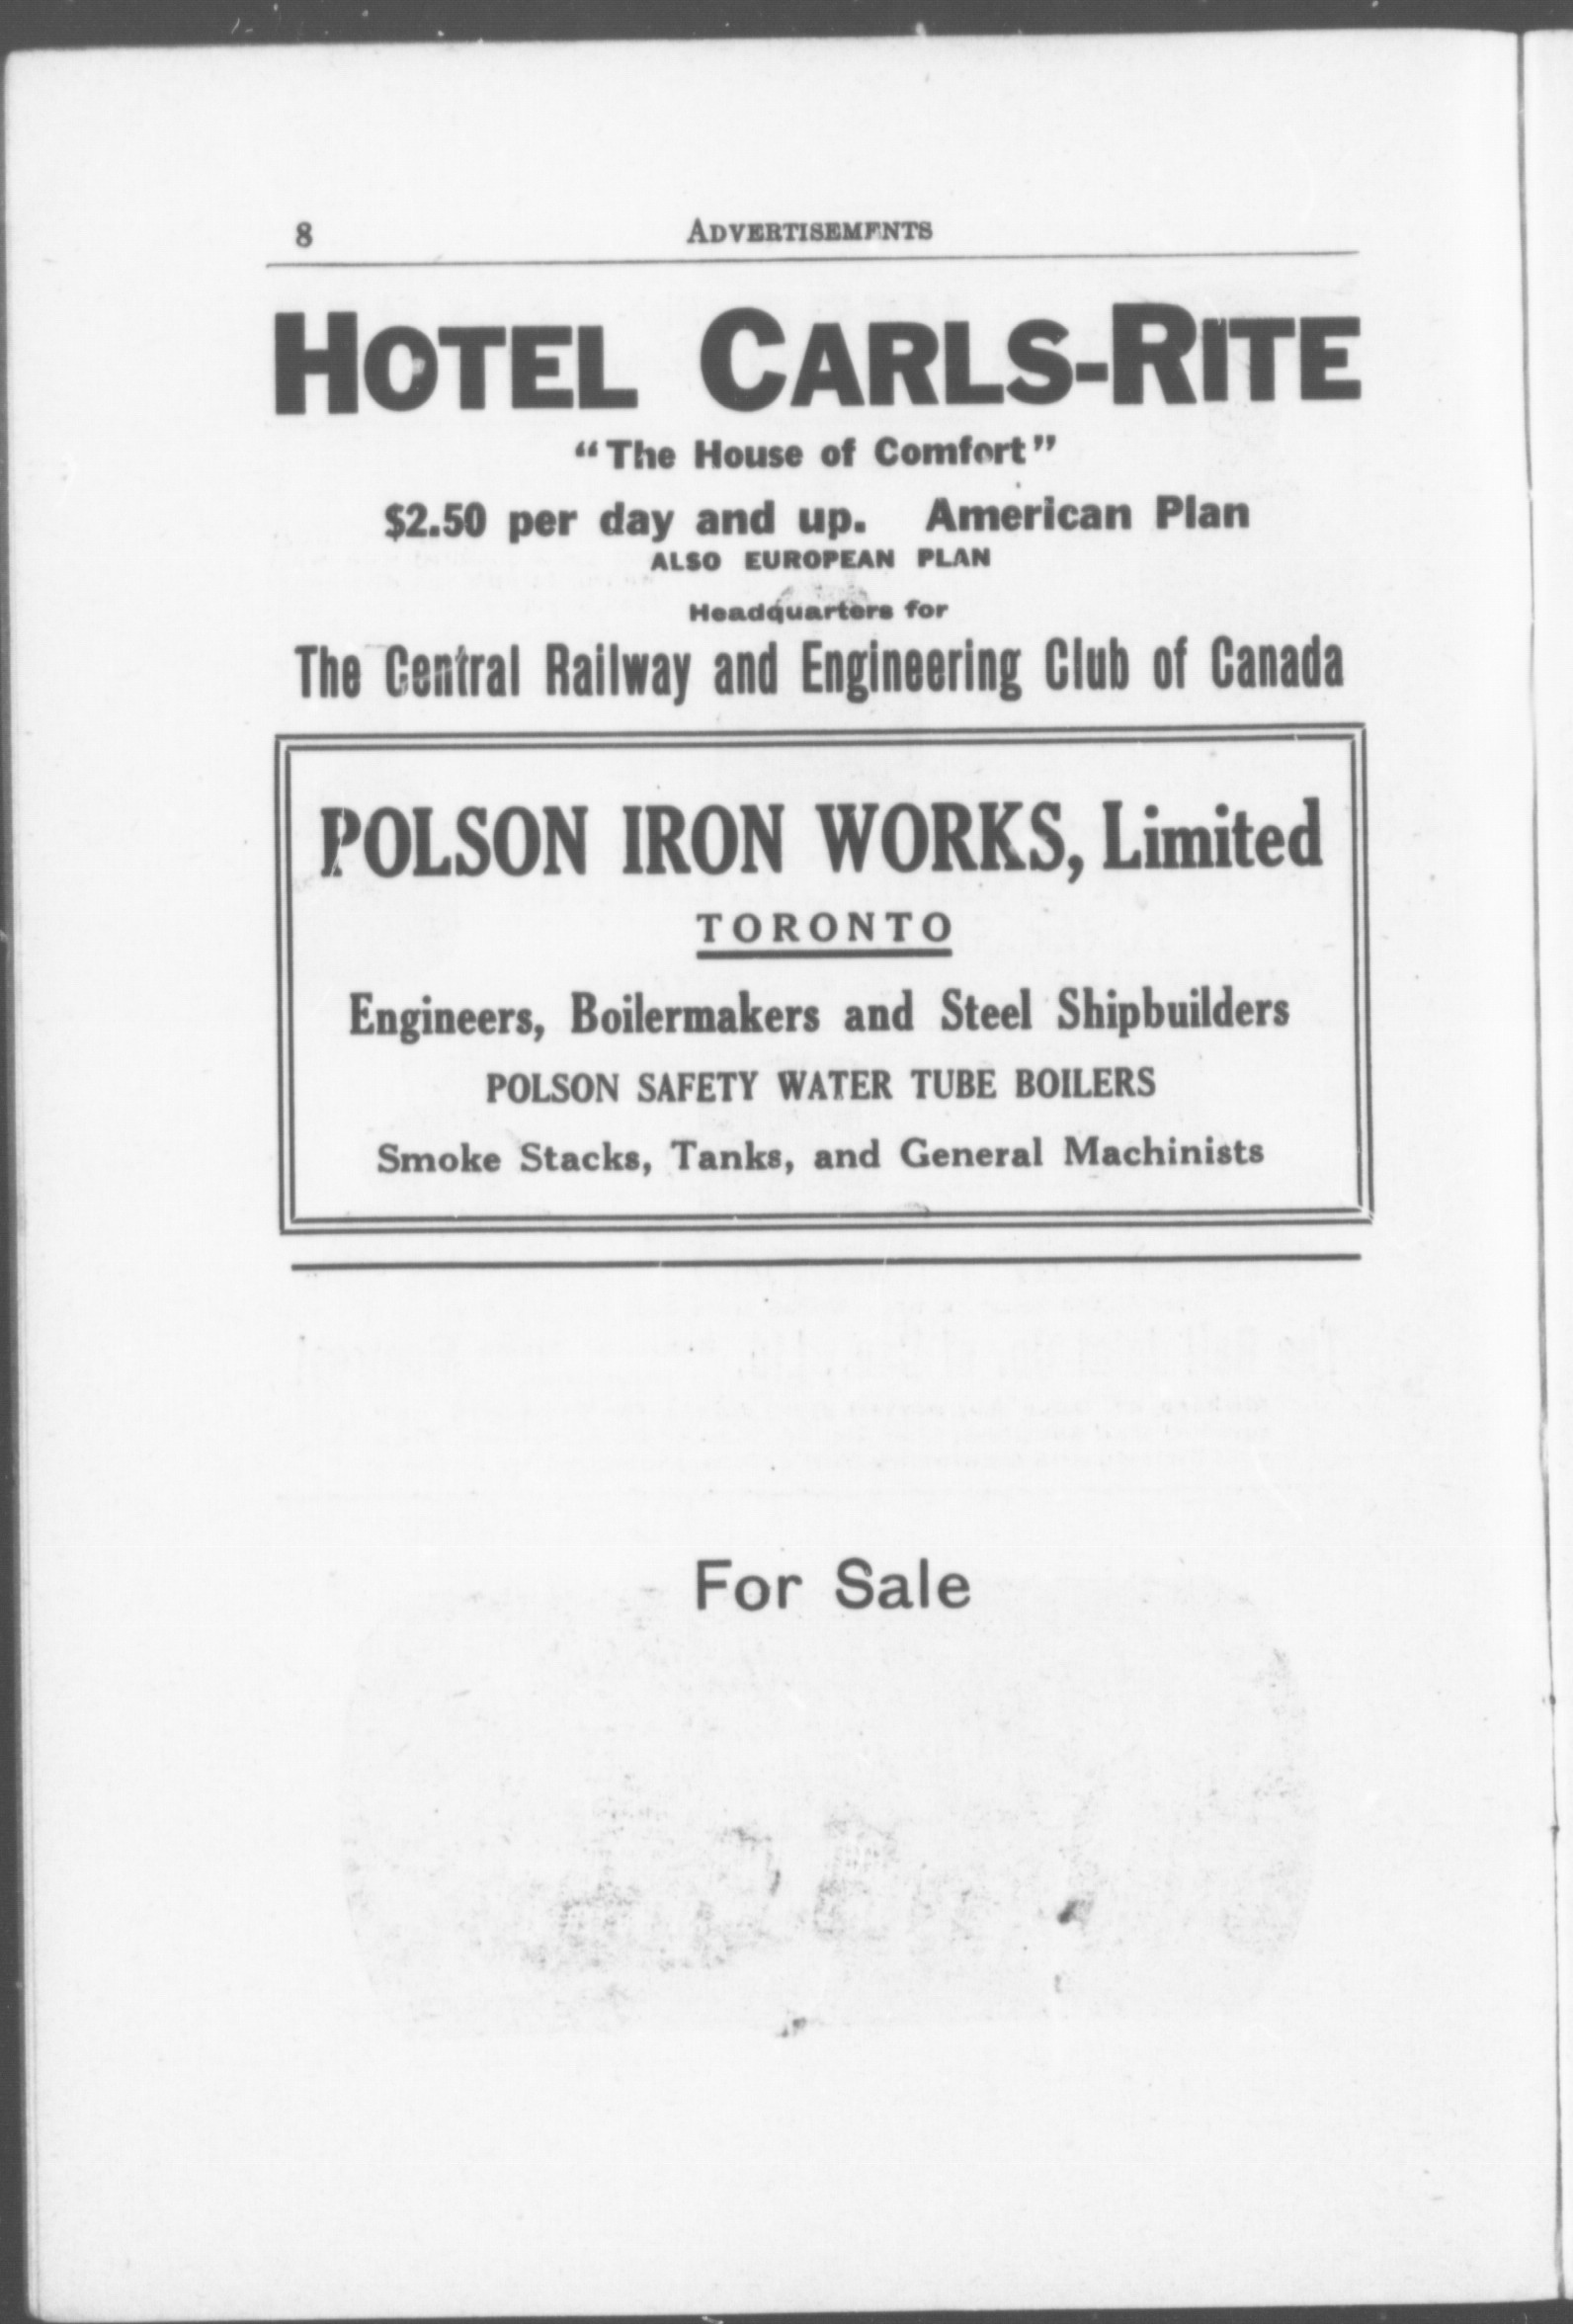 8 ADVERTISEMENTS
HOTEL CARLS-RITE
"The House of Comfort"
$2.50 per day and up. American Plan
ALSO EUROPEAN PLAN
Headquarters for
The Central Railway and Engineering Club of Canada
POLSON IRON WORKS, Limited
TORONTO
Engineers, Boilermakers and Steel Shipbuilders
POLSON SAFETY WATER TUBE BOILERS
Smoke Stacks, Tanks, and General Machinists
For Sale